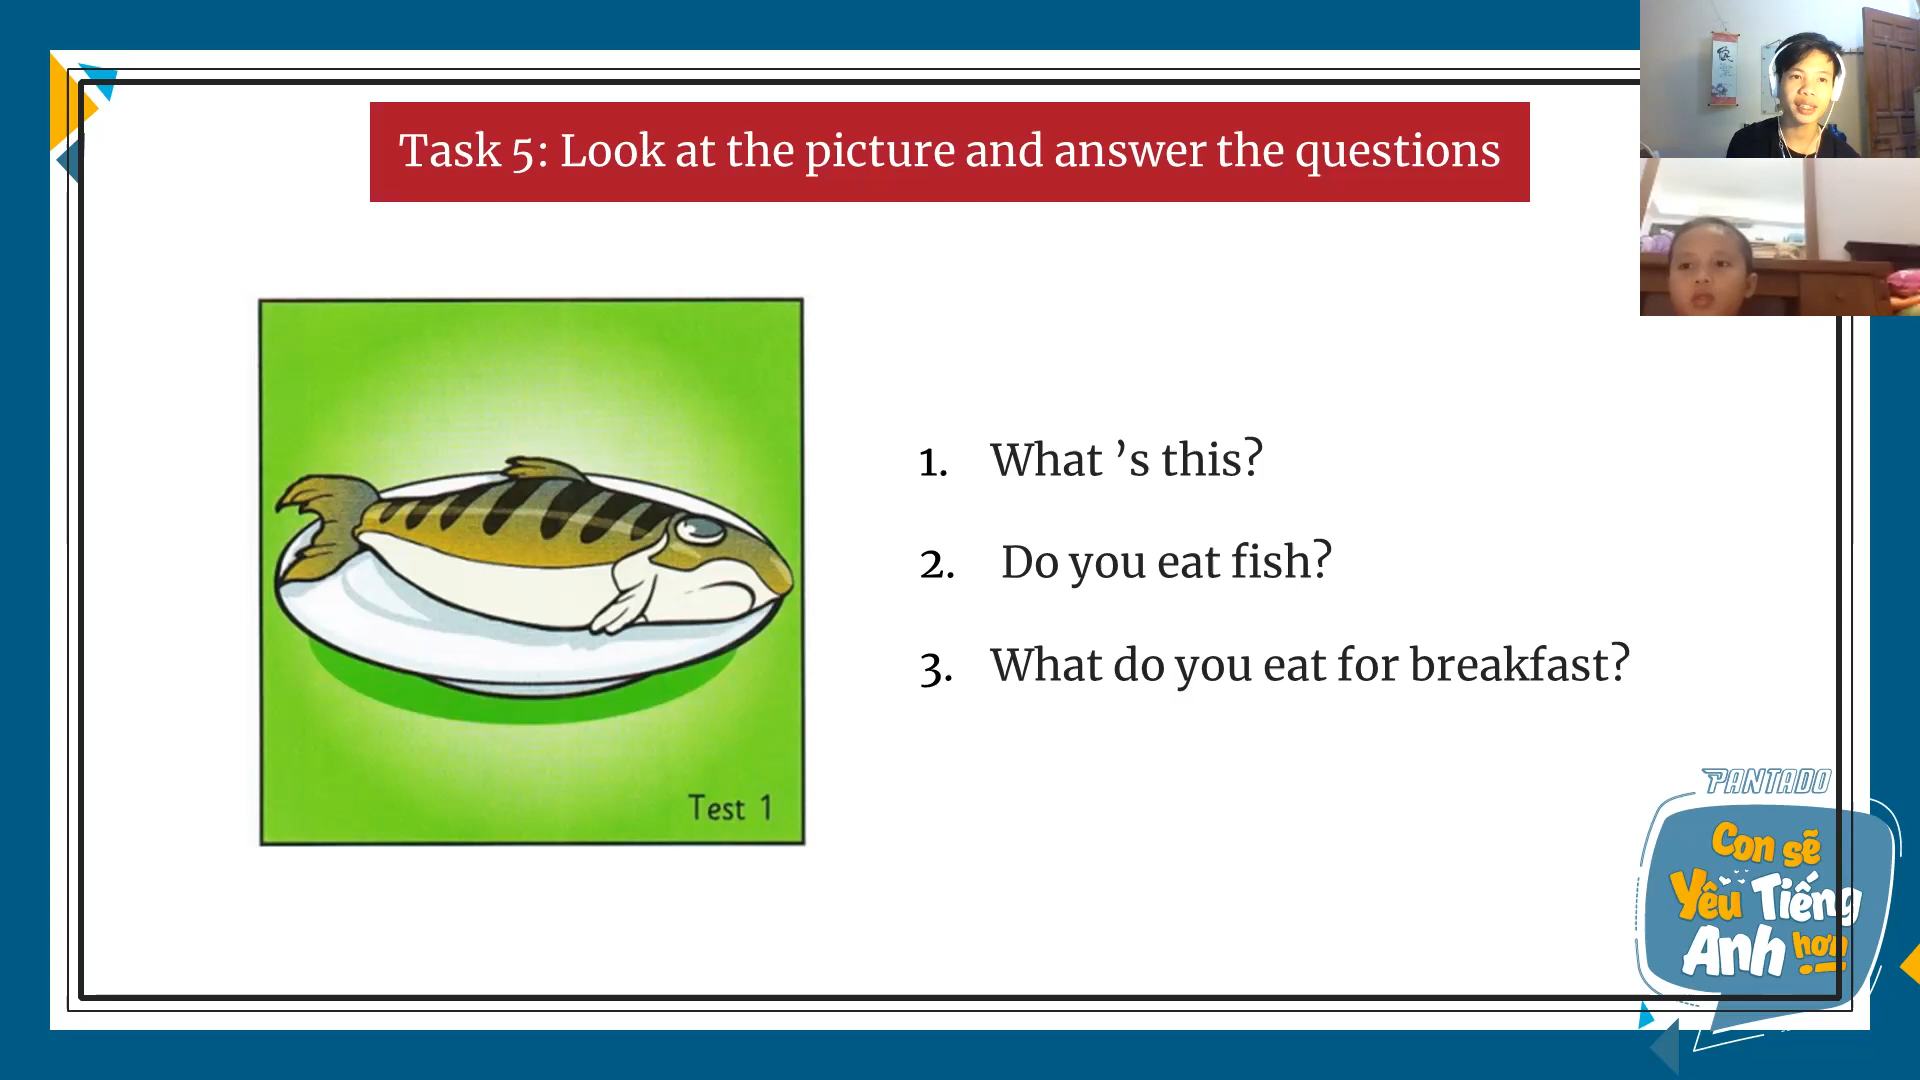 Task 5: Look at the picture and answer the questions
1. What ’s this?
2. Do you eat fish?
3. What do you eat for breakfast?
Test 1
PANTADO
Con sẽ
Yêu Tiếng
Anh hơn